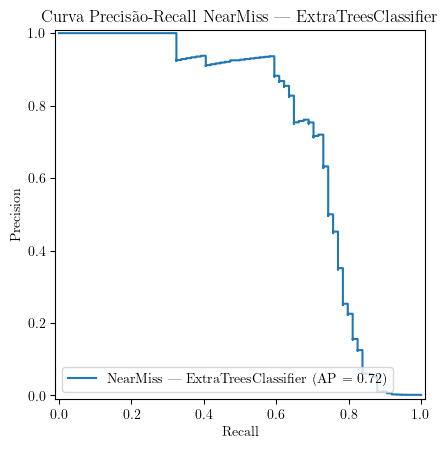 Curva Precisão-Recall NearMiss — ExtraTreesClassifier
1.0
0.8
0.6
0.4
0.2
0.0
Precision
NearMiss — ExtraTreesClassifier (AP = 0.72)
0.0 0.2 0.4 0.6 0.8 1.0
Recall